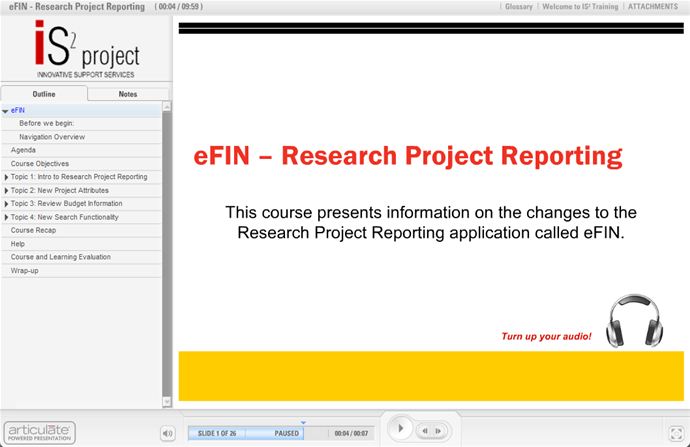 eFIN - Research Project Reporting ( 00:04 / 09:59 )
| Glossary | Welcome to IS² Training | ATTACHMENTS
iS² project
INNOVATIVE SUPPORT SERVICES
Outline Notes
eFIN
Before we begin:
Navigation Overview
Agenda
Course Objectives
Topic 1: Intro to Research Project Reporting
Topic 2: New Project Attributes
Topic 3: Review Budget Information
Topic 4: New Search Functionality
Course Recap
Help
Course and Learning Evaluation
Wrap-up
eFIN – Research Project Reporting
This course presents information on the changes to the
Research Project Reporting application called eFIN.
Turn up your audio!
articulate
POWERED PRESENTATION
SLIDE 1 OF 26 PAUSED 00:04 / 00:07